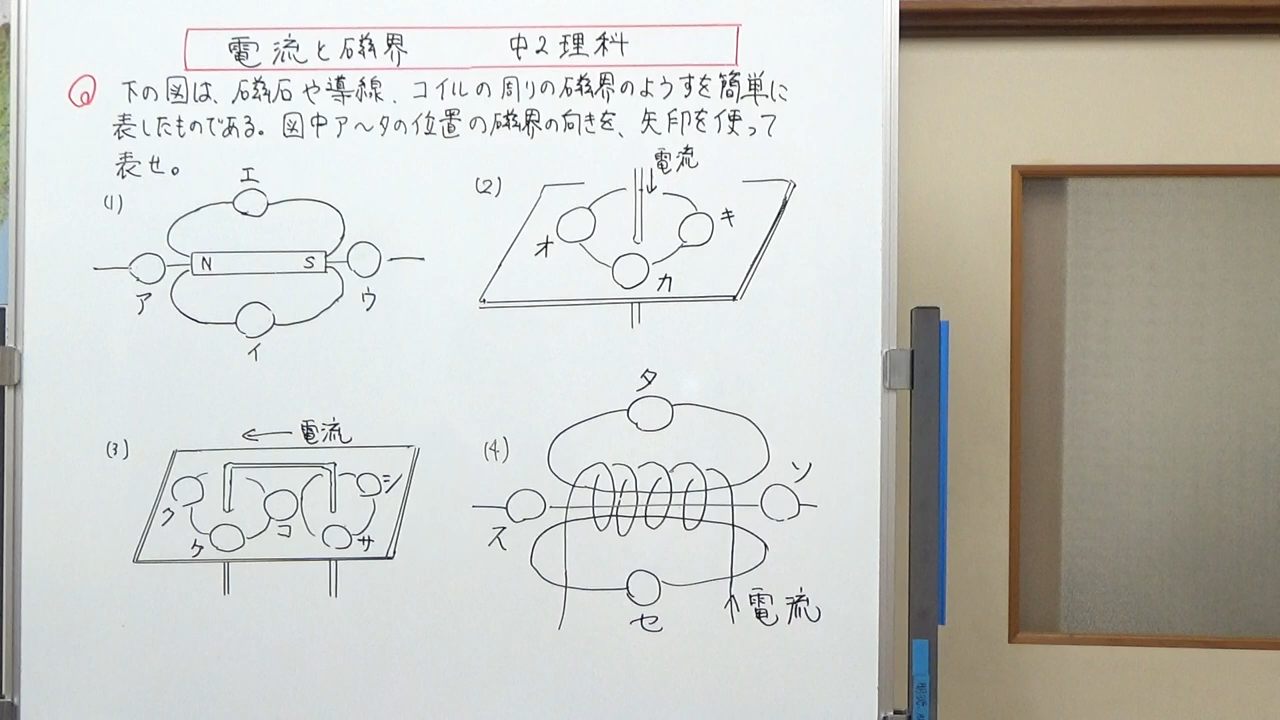 電流と磁界 中2理科
Q 下の図は、磁石や導線、コイルの周りの磁界のようすを簡単に
表したものである。図中ア～タの位置の磁界の向きを、矢印を使って
表せ。
(1)
エ
N S
ア
ウ
イ
(2)
電流
オ
キ
カ
(3)
← 電流
ク
シ
ケ
コ
サ
(4)
タ
ソ
ス
セ
↑ 電流